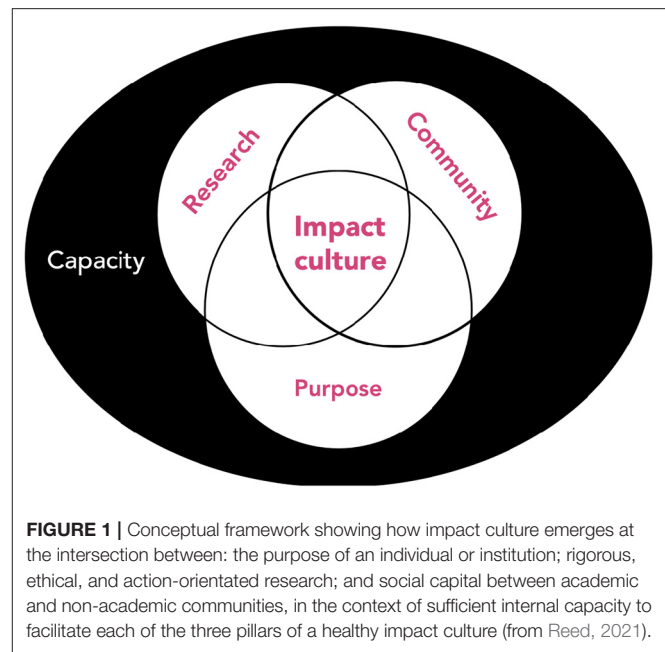 Research
Community
Impact
culture
Capacity
Purpose
FIGURE 1 | Conceptual framework showing how impact culture emerges at
the intersection between: the purpose of an individual or institution; rigorous,
ethical, and action-orientated research; and social capital between academic
and non-academic communities, in the context of sufficient internal capacity to
facilitate each of the three pillars of a healthy impact culture (from Reed, 2021).